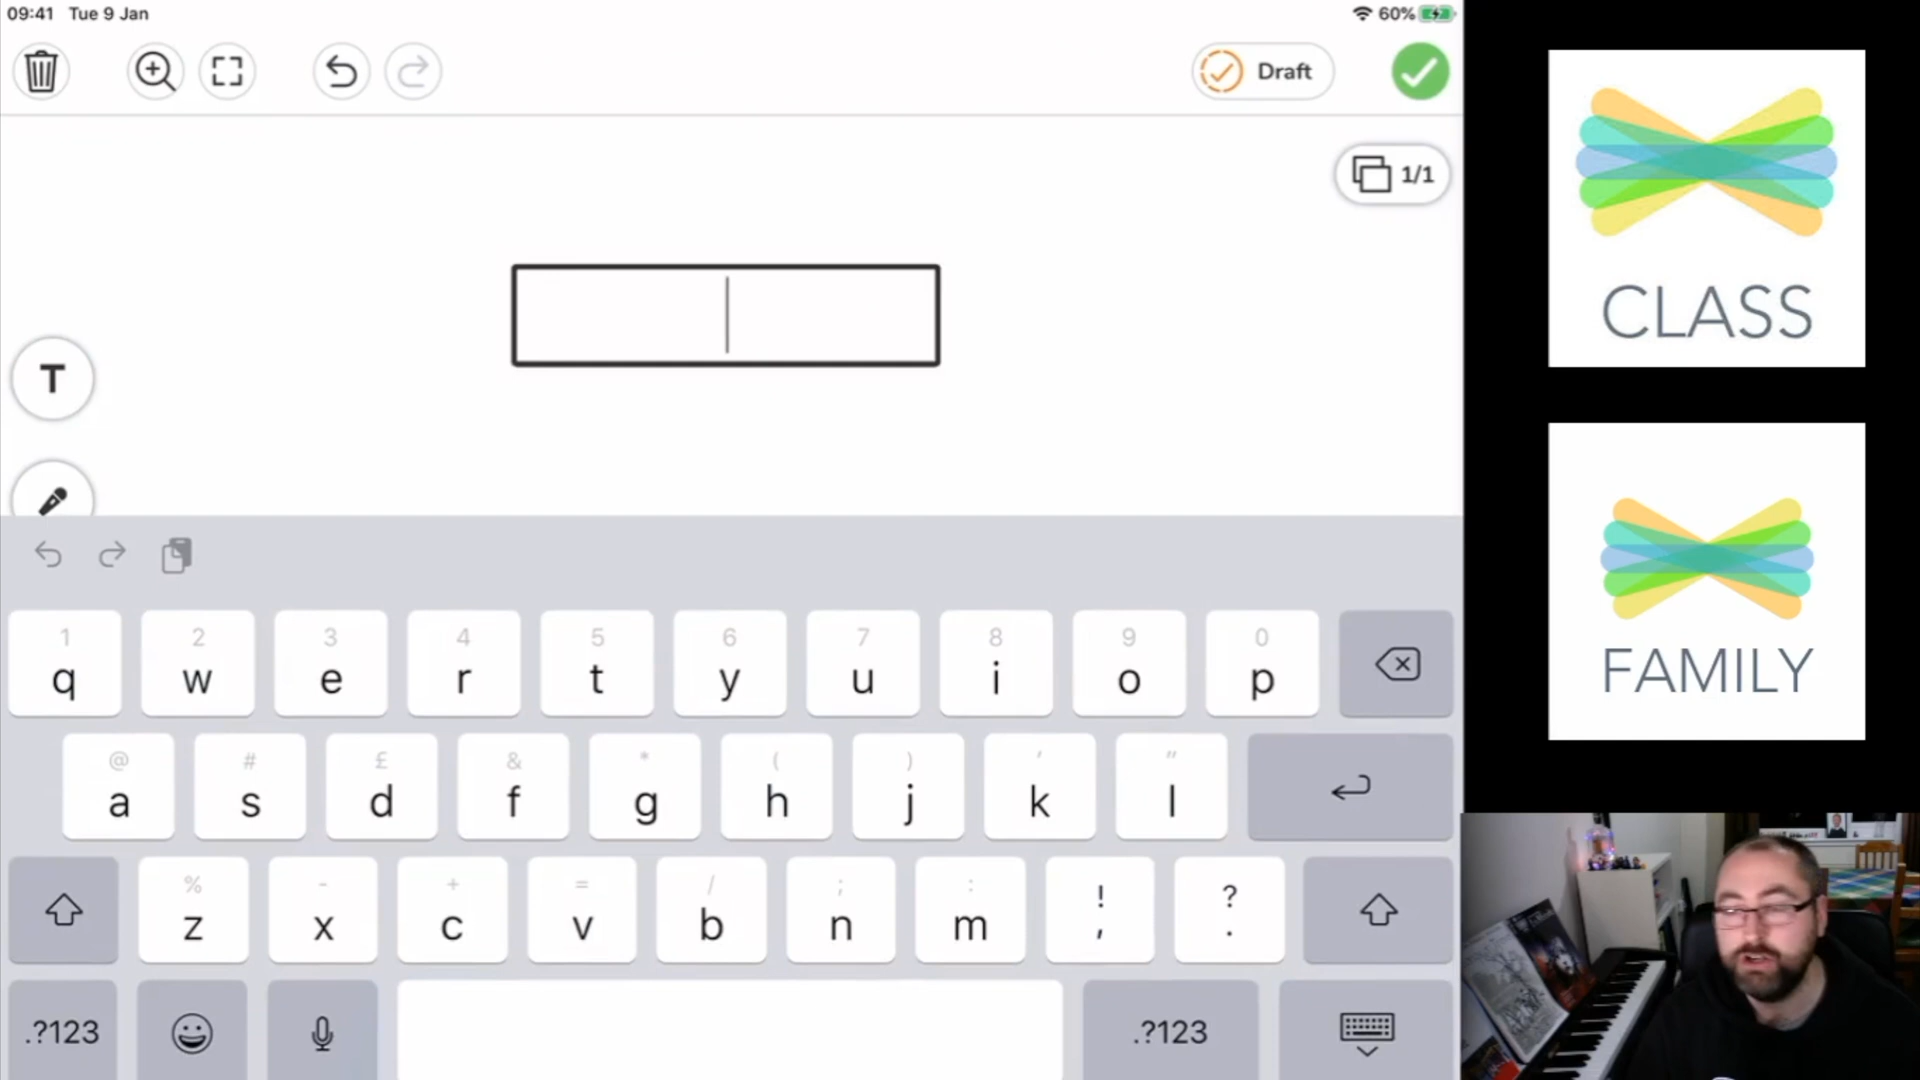 09:41 Tue 9 Jan 60%
Draft
1/1
T
1 2 3 4 5 6 7 8 9 0
q w e r t y u i o p
@ # £ & * ( ) ' "
a s d f g h j k l
% - + = / ; : ! ?
z x c v b n m , .
.?123 .?123
CLASS
FAMILY